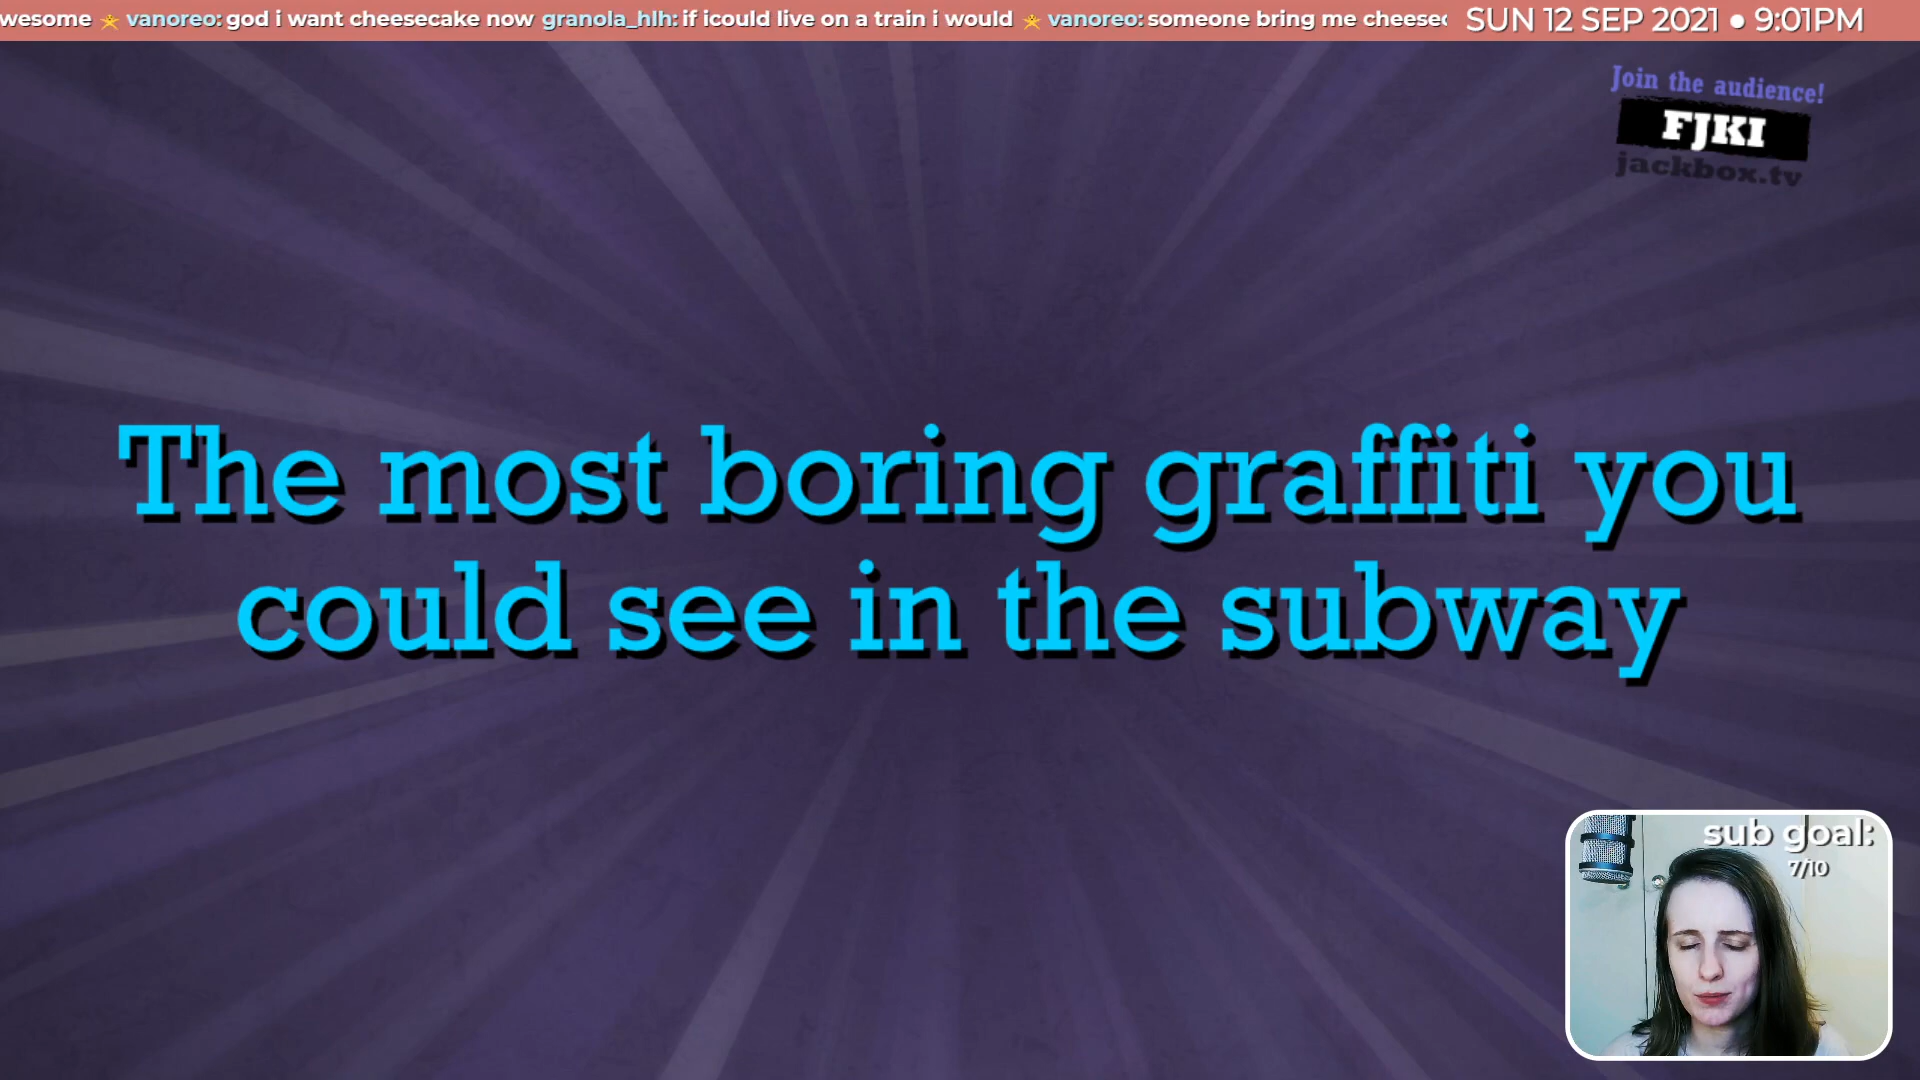 wesome vanoreo: god i want cheesecake now granola_hlh: if icould live on a train i would vanoreo: someone bring me cheesec
SUN 12 SEP 2021 ● 9:01PM
Join the audience!
FJKI
jackbox.tv
The most boring graffiti you
could see in the subway
sub goal:
7/10